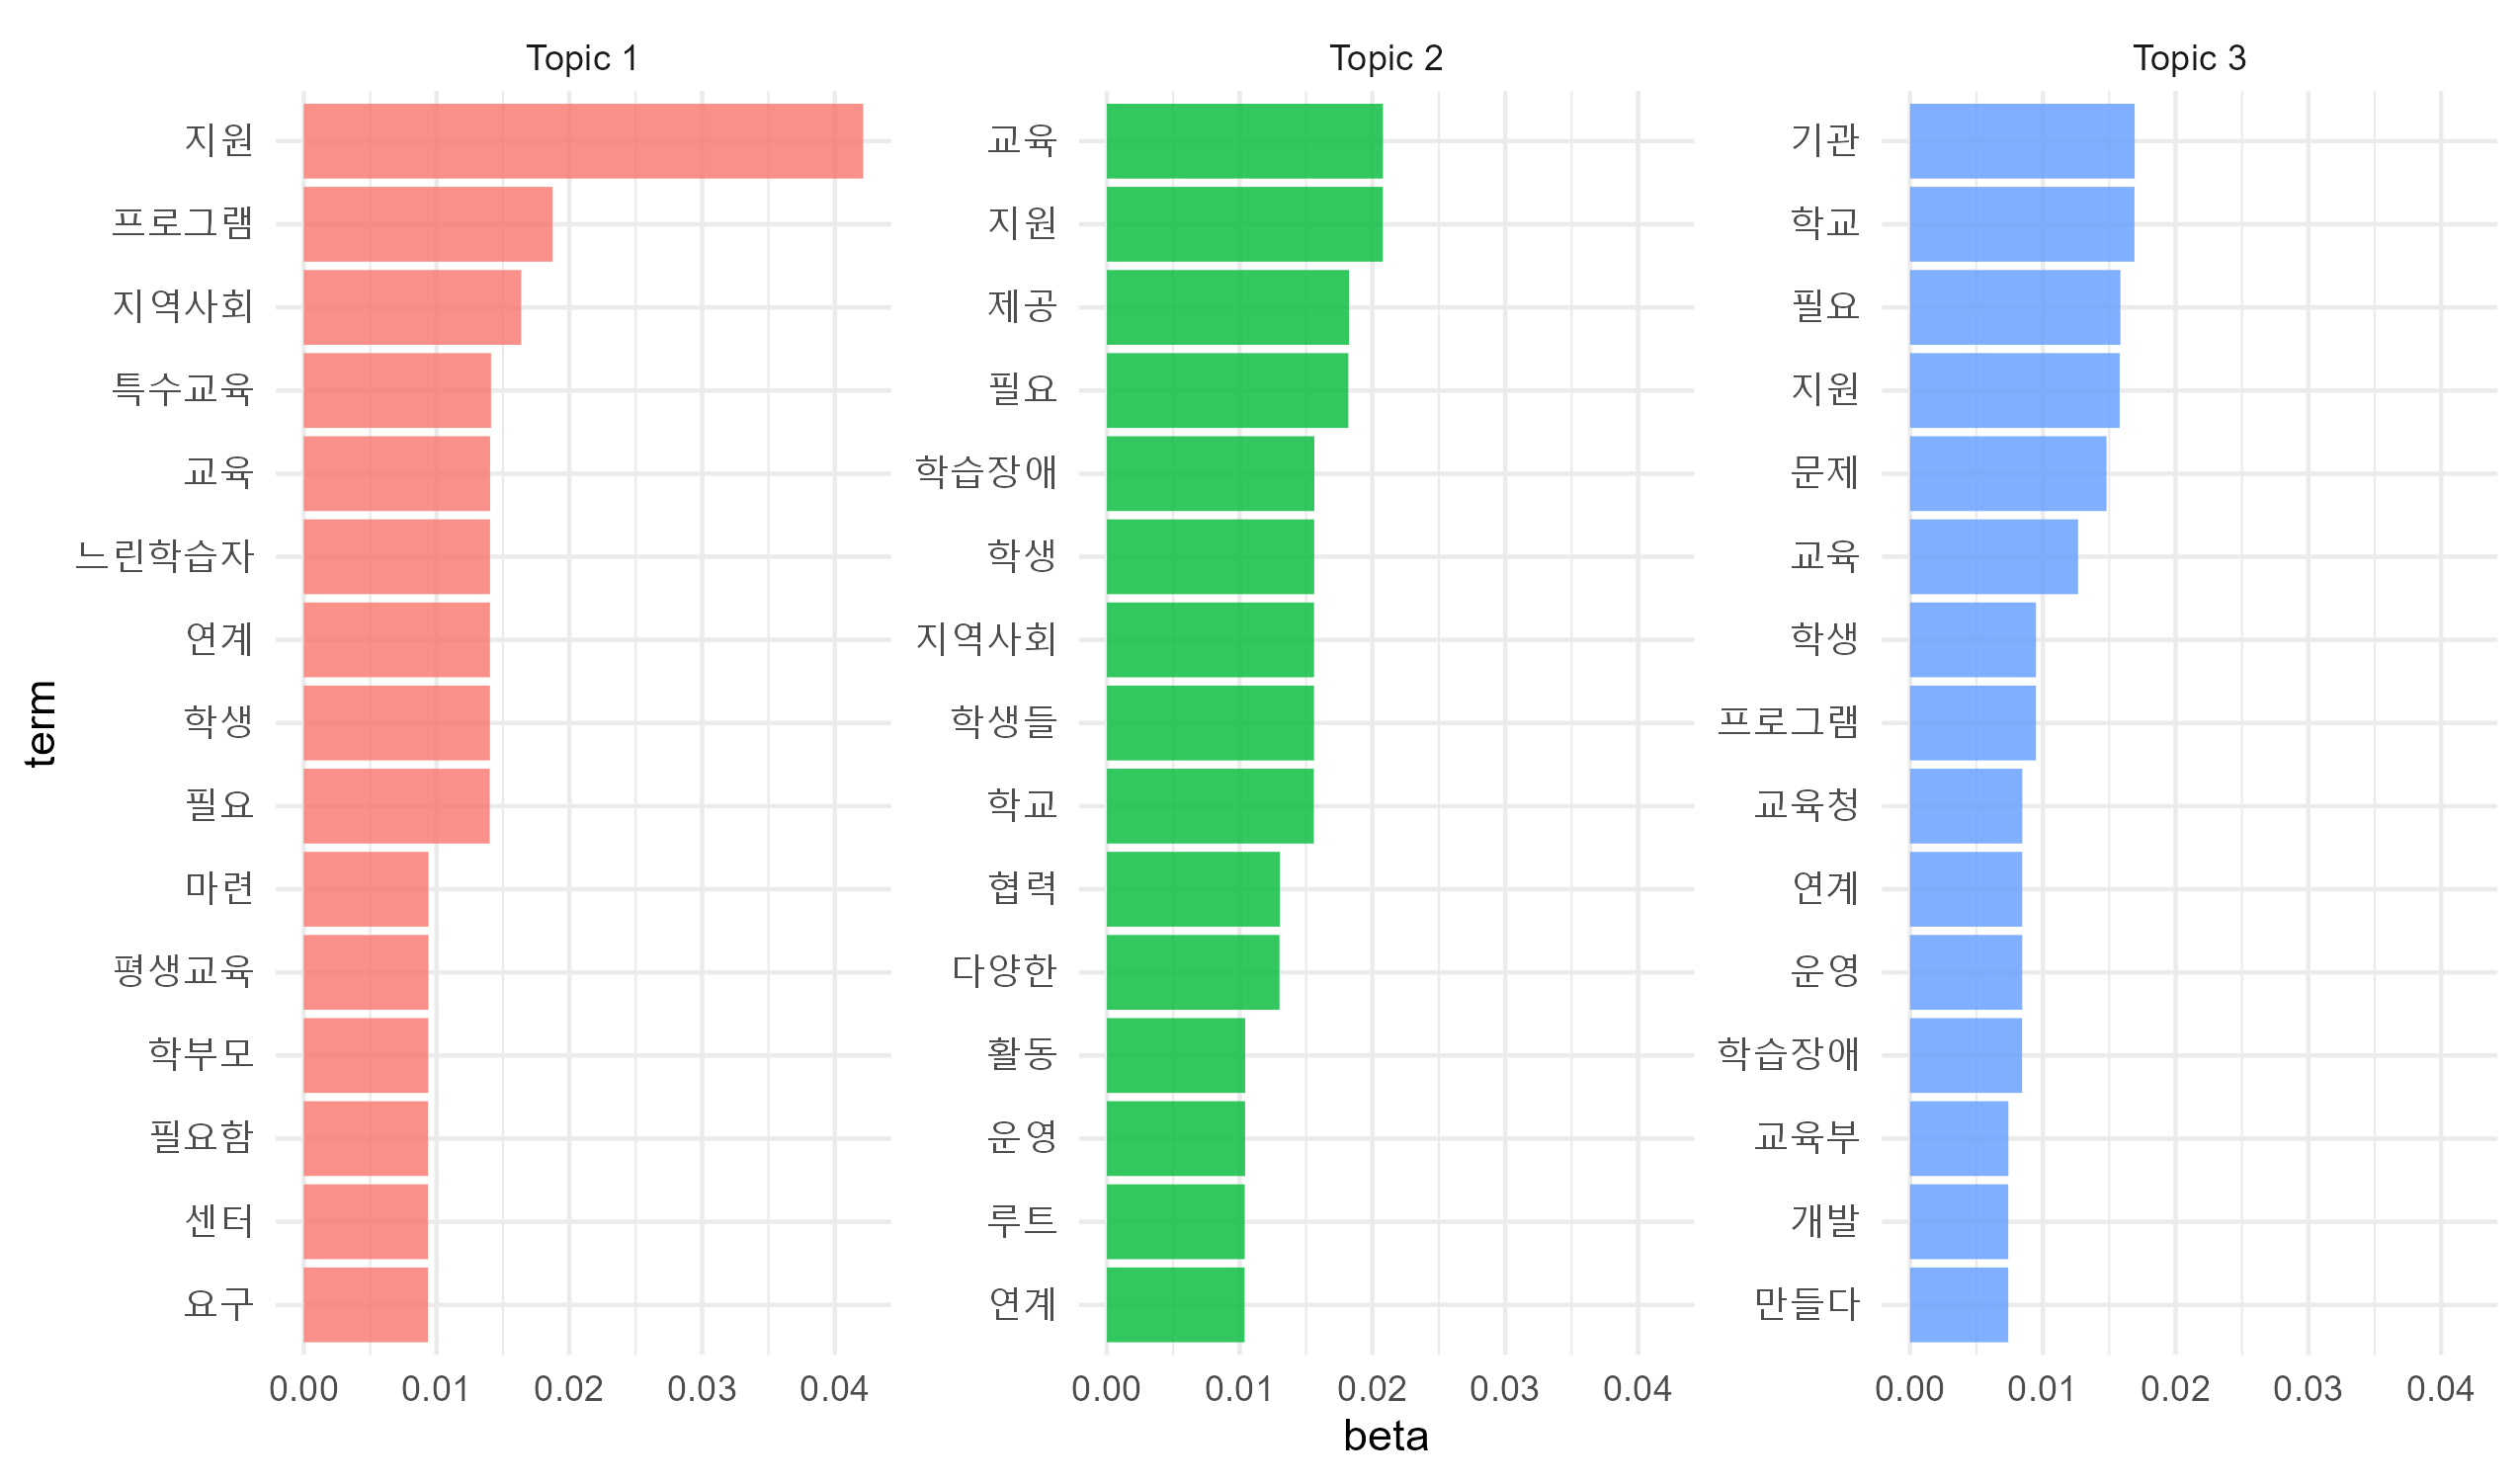 Topic 1
지원
프로그램
지역사회
특수교육
교육
느린학습자
연계
학생
필요
마련
평생교육
학부모
필요함
센터
요구
0.00 0.01 0.02 0.03 0.04
Topic 2
교육
지원
제공
필요
학습장애
학생
지역사회
학생들
학교
협력
다양한
활동
운영
루트
연계
0.00 0.01 0.02 0.03 0.04
Topic 3
기관
학교
필요
지원
문제
교육
학생
프로그램
교육청
연계
운영
학습장애
교육부
개발
만들다
0.00 0.01 0.02 0.03 0.04
term
beta